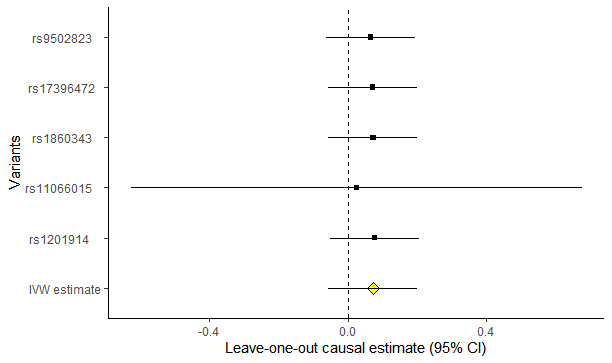 rs9502823
rs17396472
rs1860343
rs11066015
rs1201914
IVW estimate
Variants
-0.4 0.0 0.4
Leave-one-out causal estimate (95% CI)